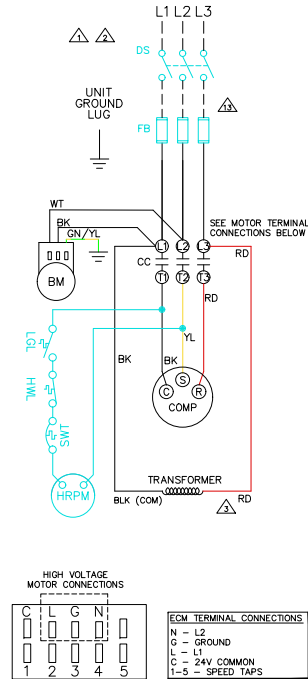 L1 L2 L3
1 2
DS
UNIT
GROUND
LUG
13
FB
WT
BK
GN/YL
L1 L2 L3
SEE MOTOR TERMINAL
CONNECTIONS BELOW
RD
CC
BM
T1 T2 T3
RD
LGL
YL
BK
BK
S
HWL
C R
COMP
SWT
HRPM
TRANSFORMER
BLK (COM)
RD
3
HIGH VOLTAGE
MOTOR CONNECTIONS
C L G N
1 2 3 4 5
ECM TERMINAL CONNECTIONS
N - L2
G - GROUND
L - L1
C - 24V COMMON
1-5 - SPEED TAPS